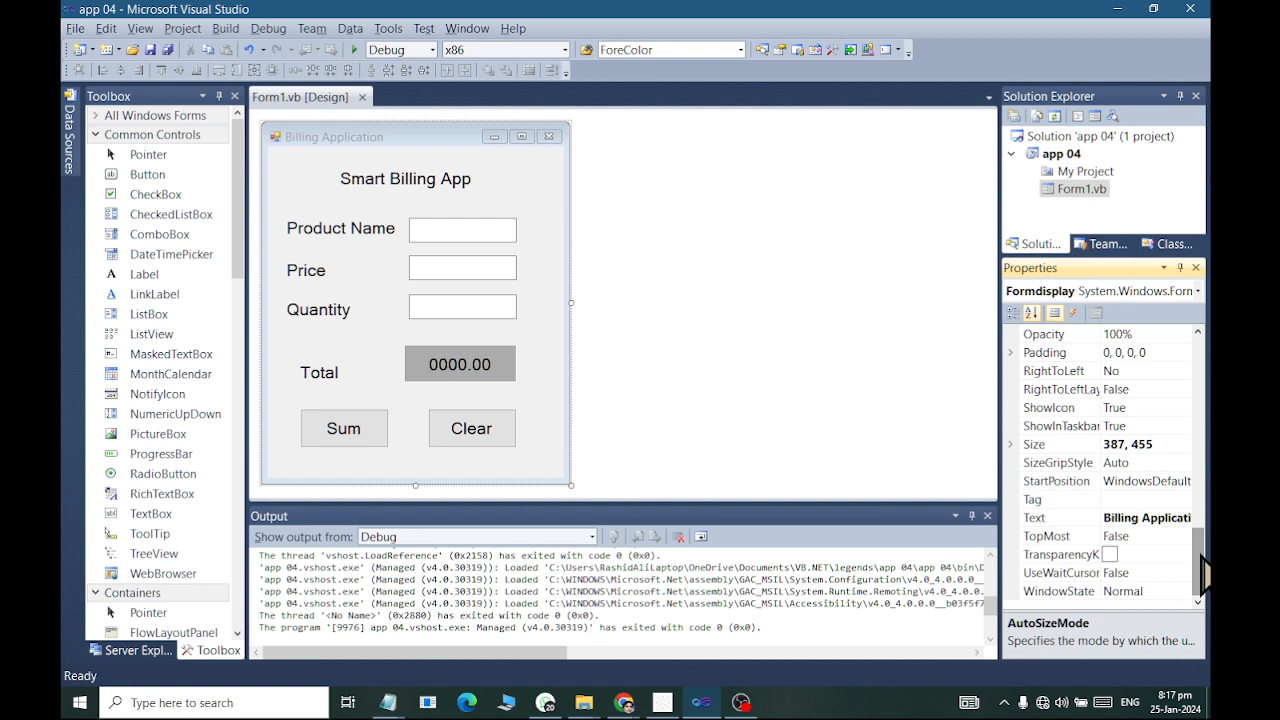 app 04 - Microsoft Visual Studio
File Edit View Project Build Debug Team Data Tools Test Window Help
Debug x86 ForeColor
Data Sources
Toolbox
All Windows Forms
Common Controls
Pointer
Button
CheckBox
CheckedListBox
ComboBox
DateTimePicker
Label
LinkLabel
ListBox
ListView
MaskedTextBox
MonthCalendar
NotifyIcon
NumericUpDown
PictureBox
ProgressBar
RadioButton
RichTextBox
TextBox
ToolTip
TreeView
WebBrowser
Containers
Pointer
FlowLayoutPanel
Server Expl... Toolbox
Form1.vb [Design]
Billing Application
Smart Billing App
Product Name
Price
Quantity
Total 0000.00
Sum Clear
Output
Show output from: Debug
The thread 'vshost.LoadReference' (0x2158) has exited with code 0 (0x0).
'app 04.vshost.exe' (Managed (v4.0.30319)): Loaded 'C:\Users\RashidAliLaptop\OneDrive\Documents\VB.NET\legends\app 04\app 04\bin\D
'app 04.vshost.exe' (Managed (v4.0.30319)): Loaded 'C:\WINDOWS\Microsoft.Net\assembly\GAC_MSIL\System.Configuration\v4.0_4.0.0.0_
'app 04.vshost.exe' (Managed (v4.0.30319)): Loaded 'C:\WINDOWS\Microsoft.Net\assembly\GAC_MSIL\System.Runtime.Remoting\v4.0_4.0.0
'app 04.vshost.exe' (Managed (v4.0.30319)): Loaded 'C:\WINDOWS\Microsoft.Net\assembly\GAC_MSIL\Accessibility\v4.0_4.0.0.0__b03f5f7
The thread '<No Name>' (0x2880) has exited with code 0 (0x0).
The program '[9976] app 04.vshost.exe: Managed (v4.0.30319)' has exited with code 0 (0x0).
Solution Explorer
Solution 'app 04' (1 project)
app 04
My Project
Form1.vb
Soluti... Team... Class...
Properties
Formdisplay System.Windows.Form
Opacity 100%
Padding 0, 0, 0, 0
RightToLeft No
RightToLeftLay False
ShowIcon True
ShowInTaskbar True
Size 387, 455
SizeGripStyle Auto
StartPosition WindowsDefault
Tag
Text Billing Applicati
TopMost False
TransparencyK
UseWaitCursor False
WindowState Normal
AutoSizeMode
Specifies the mode by which the u...
Ready
Type here to search
20
ENG
8:17 pm
25-Jan-2024